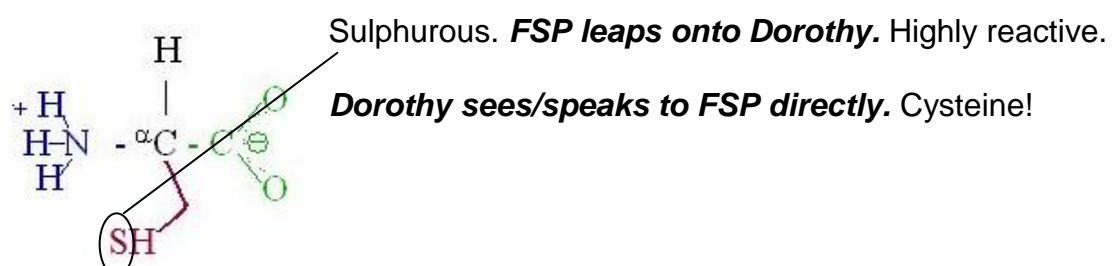 Sulphurous. FSP leaps onto Dorothy. Highly reactive.
H
Dorothy sees/speaks to FSP directly. Cysteine!
+ H O
H-N - αC - C ⊖
H O
SH